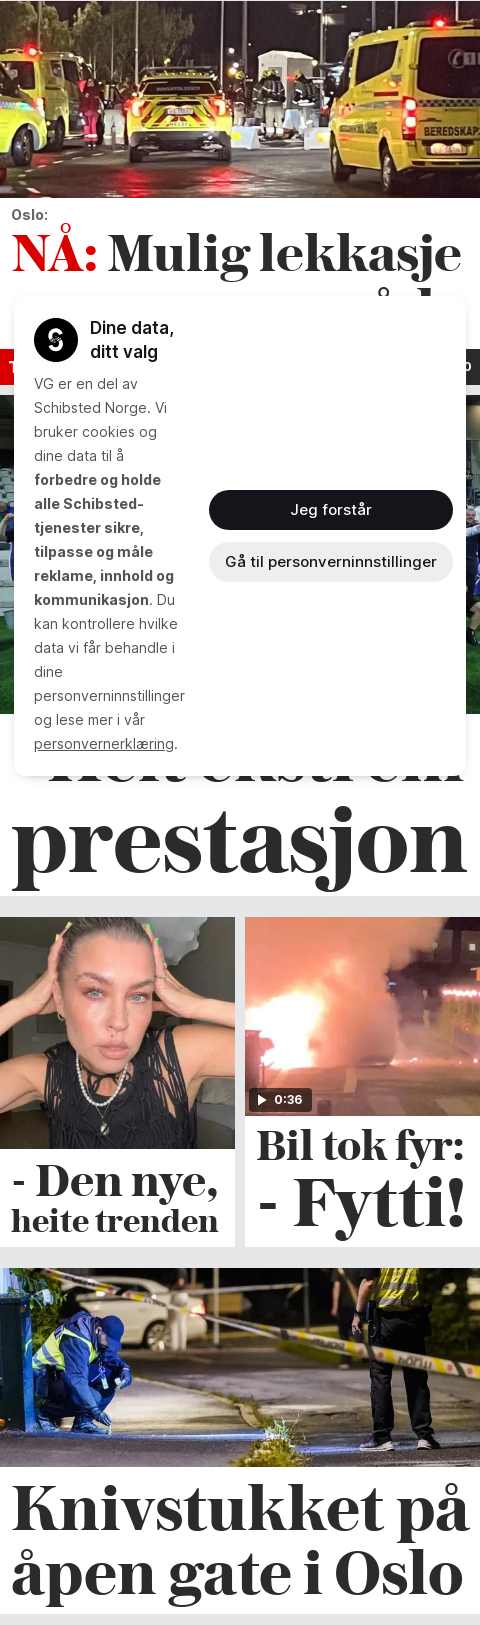 BEREDSKAP
Oslo:
NÅ: Mulig lekkasje
Dine data,
ditt valg
VG er en del av
Schibsted Norge. Vi
bruker cookies og
dine data til å
forbedre og holde
alle Schibsted-
tjenester sikre,
tilpasse og måle
reklame, innhold og
kommunikasjon. Du
kan kontrollere hvilke
data vi får behandle i
dine
personverninnstillinger
og lese mer i vår
personvernerklæring.
Jeg forstår
Gå til personverninnstillinger
prestasjon
0:36
- Den nye,
heite trenden
Bil tok fyr:
- Fytti!
Knivstukket på
åpen gate i Oslo